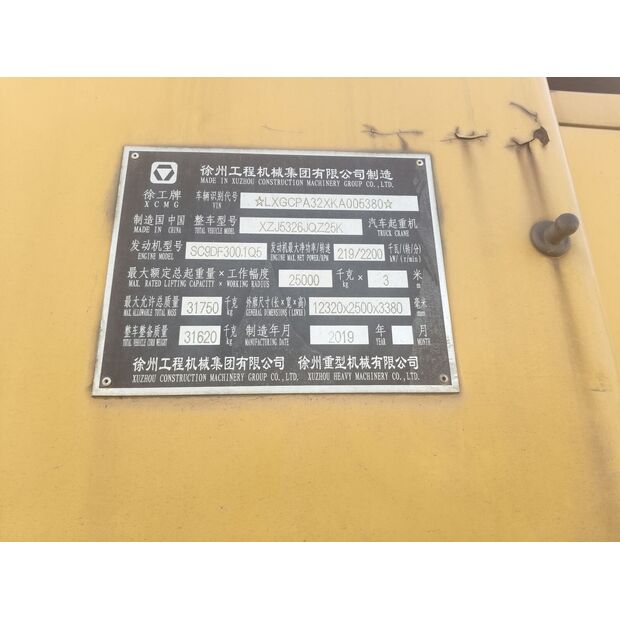 徐州工程机械集团有限公司制造
MADE IN XUZHOU CONSTRUCTION MACHINERY GROUP CO.,LTD.
徐工牌 车辆识别代号 ☆LXGCPA32XKA005380☆
XCMG VIN
制造国 中国 整车型号 XZJ5326JQZ25K 汽车起重机
MADE IN CHINA TOTAL VEHICLE MODEL TRUCK CRANE
发动机型号 SC9DF300.1Q5 发动机最大净功率/转速 219/2200 千瓦/(转/分)
ENGINE MODEL ENGINE MAX.NET POWER/RPM kW/(r/min)
最大额定总起重量×工作幅度 25000 千克 × 3 米
MAX. RATED LIFTING CAPACITY × WORKING RADIUS kg m
最大允许总质量 31750 千克 外廓尺寸(长×宽×高) 12320x2500x3380 毫米
MAX.ALLOWABLE TOTAL MASS kg GENERAL DIMENSIONS (LXWXH) mm
整车整备质量 31620 千克 制造年月 2019 年 月
TOTAL VEHICLE CURB WEIGHT kg MANUFACTURING DATE YEAR MONTH
徐州工程机械集团有限公司 徐州重型机械有限公司
XUZHOU CONSTRUCTION MACHINERY GROUP CO.,LTD. XUZHOU HEAVY MACHINERY CO.,LTD.